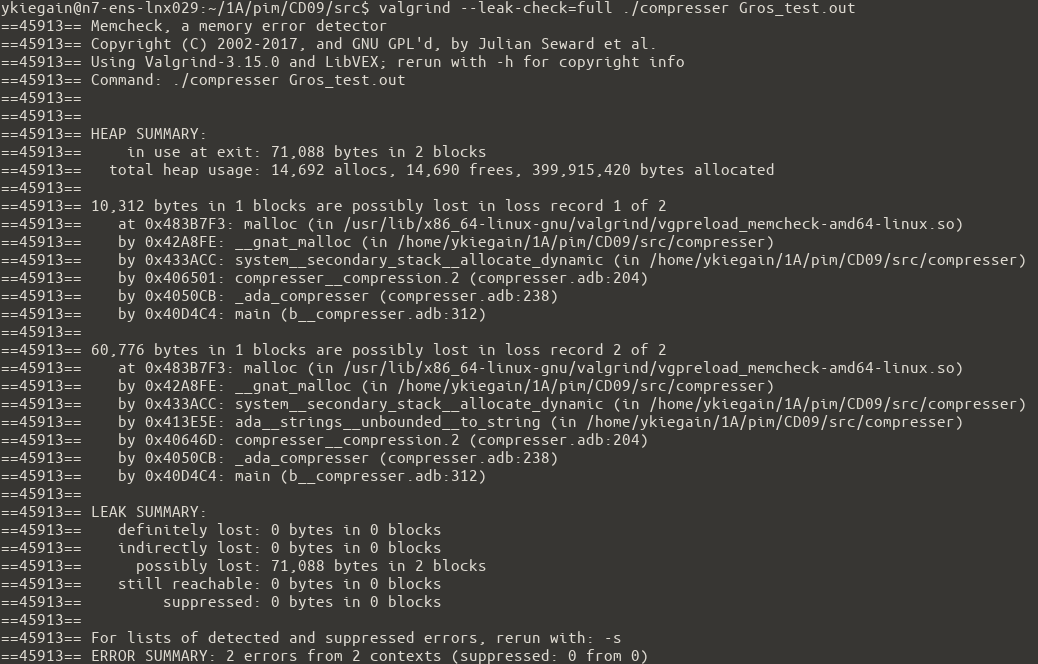 ykiegain@n7-ens-lnx029:~/1A/pim/CD09/src$ valgrind --leak-check=full ./compresser Gros_test.out
==45913== Memcheck, a memory error detector
==45913== Copyright (C) 2002-2017, and GNU GPL'd, by Julian Seward et al.
==45913== Using Valgrind-3.15.0 and LibVEX; rerun with -h for copyright info
==45913== Command: ./compresser Gros_test.out
==45913==
==45913==
==45913== HEAP SUMMARY:
==45913==     in use at exit: 71,088 bytes in 2 blocks
==45913==   total heap usage: 14,692 allocs, 14,690 frees, 399,915,420 bytes allocated
==45913==
==45913== 10,312 bytes in 1 blocks are possibly lost in loss record 1 of 2
==45913==    at 0x483B7F3: malloc (in /usr/lib/x86_64-linux-gnu/valgrind/vgpreload_memcheck-amd64-linux.so)
==45913==    by 0x42A8FE: __gnat_malloc (in /home/ykiegain/1A/pim/CD09/src/compresser)
==45913==    by 0x433ACC: system__secondary_stack__allocate_dynamic (in /home/ykiegain/1A/pim/CD09/src/compresser)
==45913==    by 0x406501: compresser__compression.2 (compresser.adb:204)
==45913==    by 0x4050CB: _ada_compresser (compresser.adb:238)
==45913==    by 0x40D4C4: main (b__compresser.adb:312)
==45913==
==45913== 60,776 bytes in 1 blocks are possibly lost in loss record 2 of 2
==45913==    at 0x483B7F3: malloc (in /usr/lib/x86_64-linux-gnu/valgrind/vgpreload_memcheck-amd64-linux.so)
==45913==    by 0x42A8FE: __gnat_malloc (in /home/ykiegain/1A/pim/CD09/src/compresser)
==45913==    by 0x433ACC: system__secondary_stack__allocate_dynamic (in /home/ykiegain/1A/pim/CD09/src/compresser)
==45913==    by 0x413E5E: ada__strings__unbounded__to_string (in /home/ykiegain/1A/pim/CD09/src/compresser)
==45913==    by 0x40646D: compresser__compression.2 (compresser.adb:204)
==45913==    by 0x4050CB: _ada_compresser (compresser.adb:238)
==45913==    by 0x40D4C4: main (b__compresser.adb:312)
==45913==
==45913== LEAK SUMMARY:
==45913==    definitely lost: 0 bytes in 0 blocks
==45913==    indirectly lost: 0 bytes in 0 blocks
==45913==      possibly lost: 71,088 bytes in 2 blocks
==45913==    still reachable: 0 bytes in 0 blocks
==45913==         suppressed: 0 bytes in 0 blocks
==45913==
==45913== For lists of detected and suppressed errors, rerun with: -s
==45913== ERROR SUMMARY: 2 errors from 2 contexts (suppressed: 0 from 0)